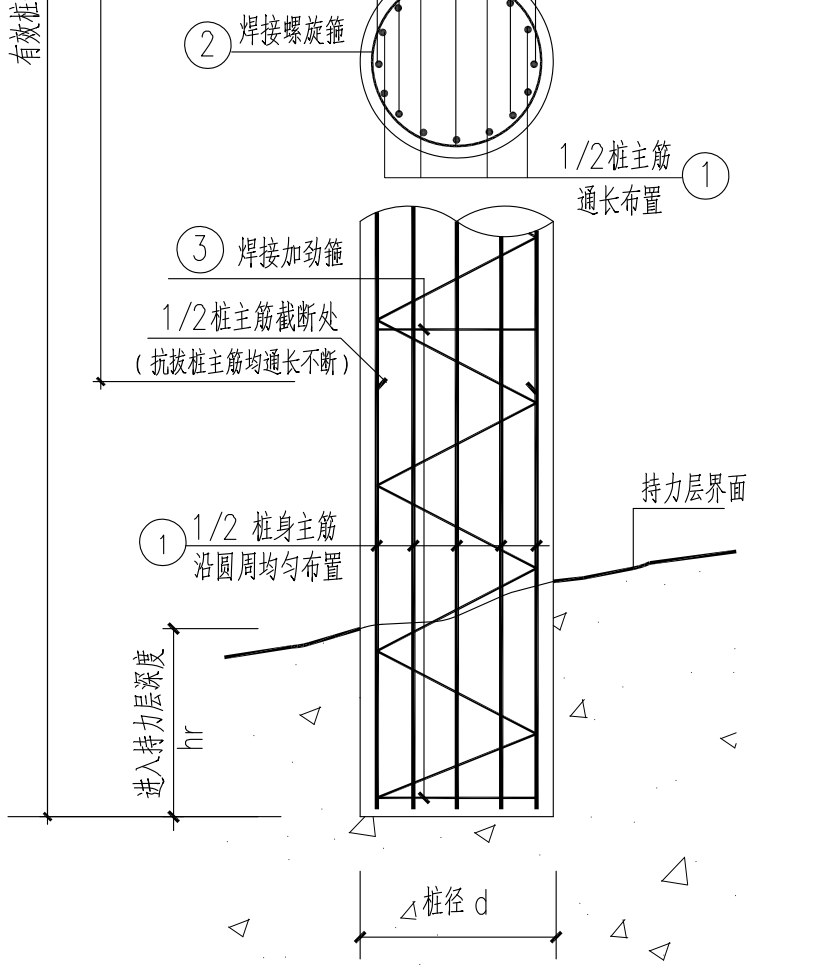 有效桩
2
焊接螺旋箍
1/2桩主筋
通长布置
1
3
焊接加劲箍
1/2桩主筋截断处
(抗拔桩主筋均通长不断)
持力层界面
1
1/2 桩身主筋
沿圆周均匀布置
进入持力层深度
hr
桩径 d